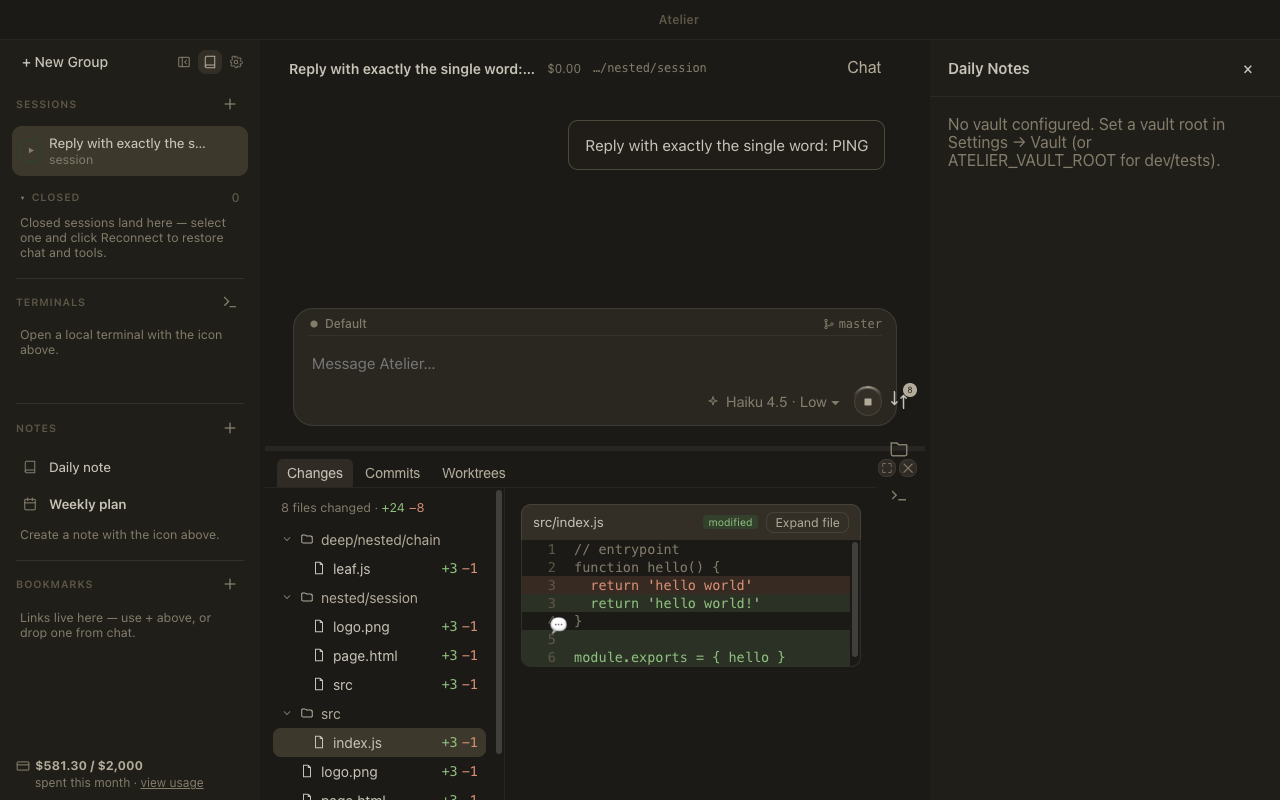 Atelier
+ New Group
SESSIONS
Reply with exactly the s...
session
CLOSED 0
Closed sessions land here — select
one and click Reconnect to restore
chat and tools.
TERMINALS
Open a local terminal with the icon
above.
NOTES
Daily note
Weekly plan
Create a note with the icon above.
BOOKMARKS
Links live here — use + above, or
drop one from chat.
$581.30 / $2,000
spent this month · view usage
Reply with exactly the single word:... $0.00 …/nested/session Chat
Reply with exactly the single word: PING
Default master
Message Atelier...
Haiku 4.5 · Low
8
Changes Commits Worktrees
8 files changed · +24 −8
deep/nested/chain
leaf.js +3 −1
nested/session
logo.png +3 −1
page.html +3 −1
src +3 −1
src
index.js +3 −1
logo.png +3 −1
page.html +3 −1
src/index.js modified Expand file
1 // entrypoint
2 function hello() {
3 return 'hello world'
3 return 'hello world!'
}
5
6 module.exports = { hello }
Daily Notes ×
No vault configured. Set a vault root in
Settings → Vault (or
ATELIER_VAULT_ROOT for dev/tests).